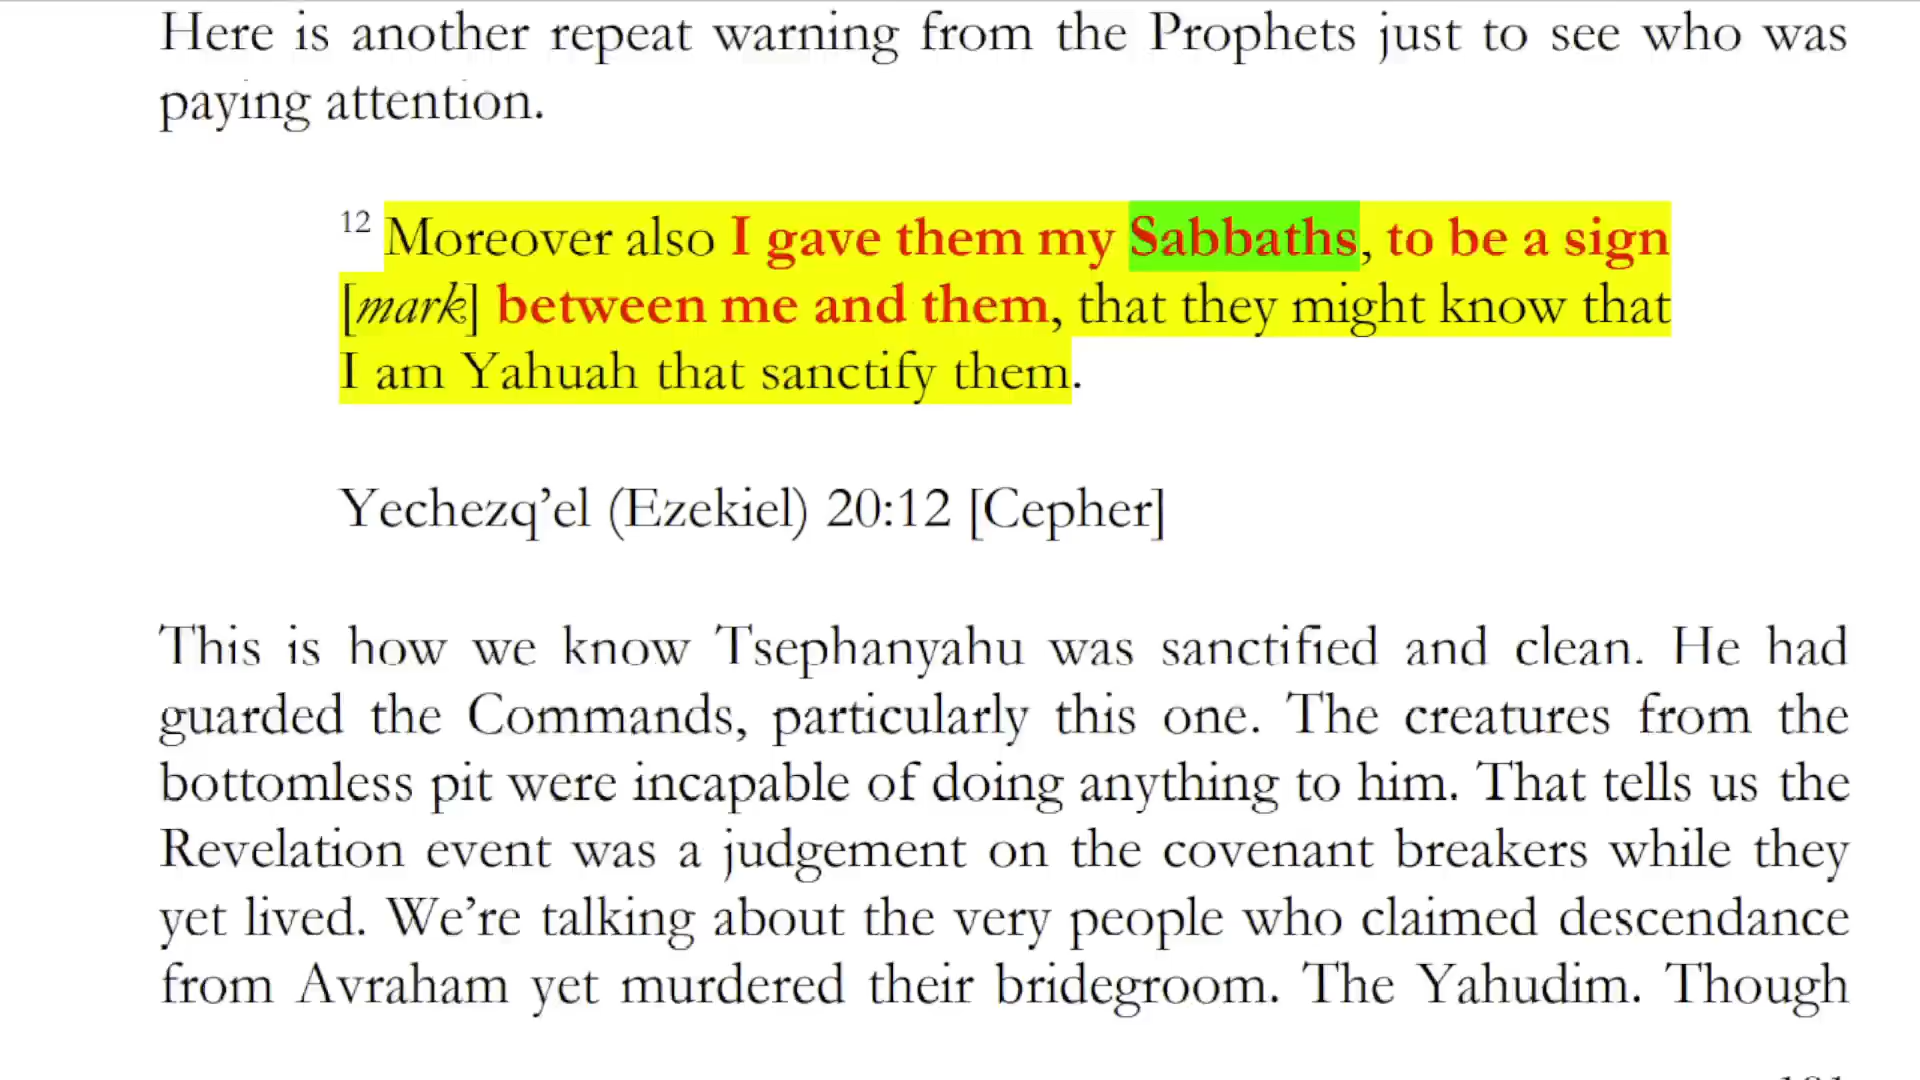 Here is another repeat warning from the Prophets just to see who was
paying attention.
12 Moreover also I gave them my Sabbaths, to be a sign
[mark] between me and them, that they might know that
I am Yahuah that sanctify them.
Yechezq’el (Ezekiel) 20:12 [Cepher]
This is how we know Tsephanyahu was sanctified and clean. He had
guarded the Commands, particularly this one. The creatures from the
bottomless pit were incapable of doing anything to him. That tells us the
Revelation event was a judgement on the covenant breakers while they
yet lived. We’re talking about the very people who claimed descendance
from Avraham yet murdered their bridegroom. The Yahudim. Though